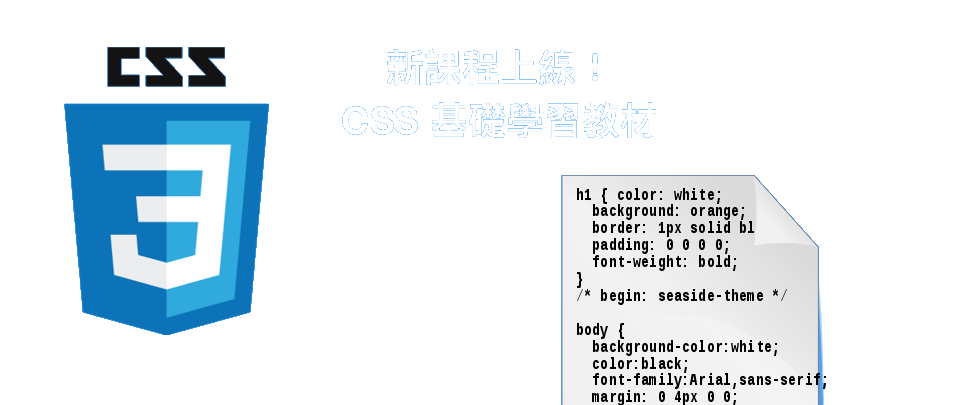 CSS
3
新課程上線！
CSS 基礎學習教材
h1 { color: white;
background: orange;
border: 1px solid bl
padding: 0 0 0 0;
font-weight: bold;
}
/* begin: seaside-theme */
body {
background-color:white;
color:black;
font-family:Arial,sans-serif;
margin: 0 4px 0 0;